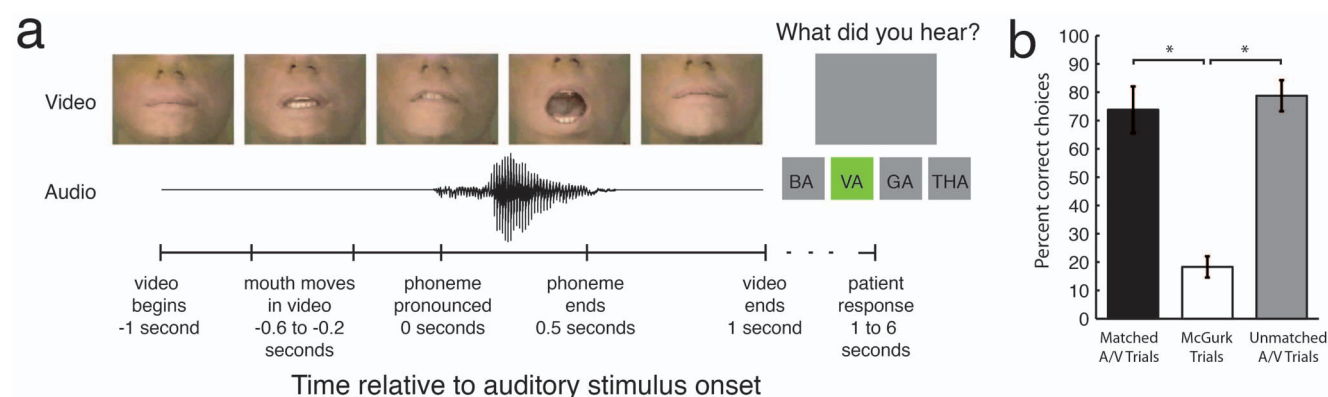 a
What did you hear?
Video
Audio
BA VA GA THA
video
begins
-1 second
mouth moves
in video
-0.6 to -0.2
seconds
phoneme
pronounced
0 seconds
phoneme
ends
0.5 seconds
video
ends
1 second
patient
response
1 to 6
seconds
Time relative to auditory stimulus onset
b
Percent correct choices
100
90
80
70
60
50
40
30
20
10
0
* *
Matched
A/V Trials
McGurk
Trials
Unmatched
A/V Trials